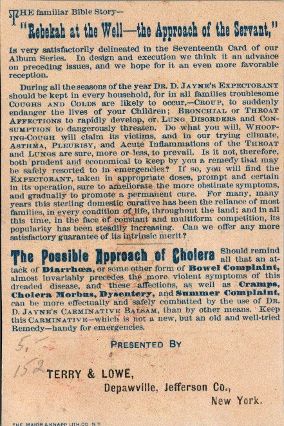 THE familiar Bible Story—
"Rebekah at the Well—the Approach of the Servant,"
is very satisfactorily delineated in the Seventeenth Card of our
Album Series. In design and execution we think it an advance
on preceding issues, and we hope for it an even more favorable
reception.
During all the seasons of the year DR. D. JAYNE'S EXPECTORANT
should be kept in every household, for in all families troublesome
COUGHS AND COLDS are likely to occur,—CROUP, to suddenly
endanger the lives of your Children; BRONCHIAL or THROAT
AFFECTIONS to rapidly develop, or LUNG DISORDERS and CON-
SUMPTION to dangerously threaten. Do what you will, WHOOP-
ING-COUGH will claim its victims, and in our trying climate,
ASTHMA, PLEURISY, and Acute Inflammations of the THROAT
and LUNGS are sure, more or less, to prevail. Is it not, therefore,
both prudent and economical to keep by you a remedy that may
be safely resorted to in emergencies? If so, you will find the
EXPECTORANT, taken in appropriate doses, prompt and certain
in its operation, sure to ameliorate the more obstinate symptoms,
and gradually to promote a permanent cure. For many, many
years this sterling domestic curative has been the reliance of most
families, in every condition of life, throughout the land; and in all
this time, in the face of constant and multiform competition, its
popularity has been steadily increasing. Can we offer any more
satisfactory guarantee of its intrinsic merit?
The Possible Approach of Cholera Should remind
all that an at-
tack of Diarrhœa, or some other form of Bowel Complaint,
almost invariably precedes the more violent symptoms of this
dreaded disease, and these affections, as well as Cramps,
Cholera Morbus, Dysentery, and Summer Complaint,
can be more effectually and safely combatted by the use of DR.
D. JAYNE'S CARMINATIVE BALSAM, than by other means. Keep
this CARMINATIVE—which is not a new, but an old and well-tried
Remedy—handy for emergencies.
PRESENTED BY
5,-
152
TERRY & LOWE,
Depawville, Jefferson Co.,
New York.
THE MAJOR & KNAPP LITH. CO. N.Y.